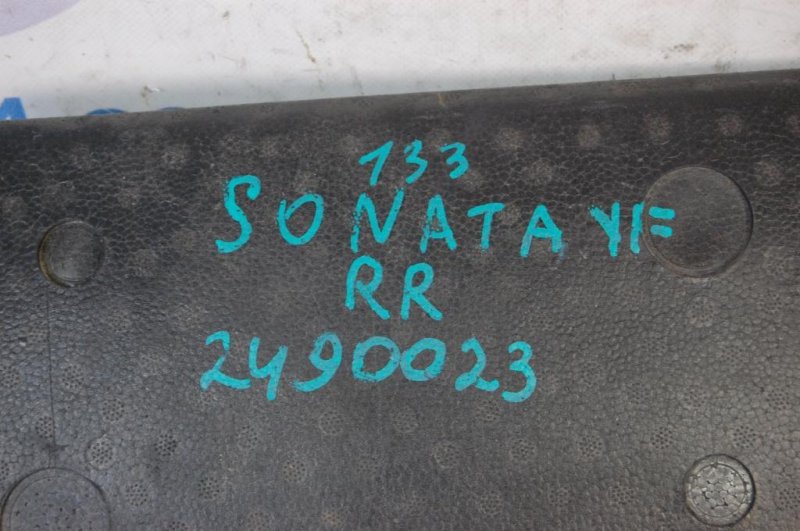 133
SONATA YF
RR
2490023